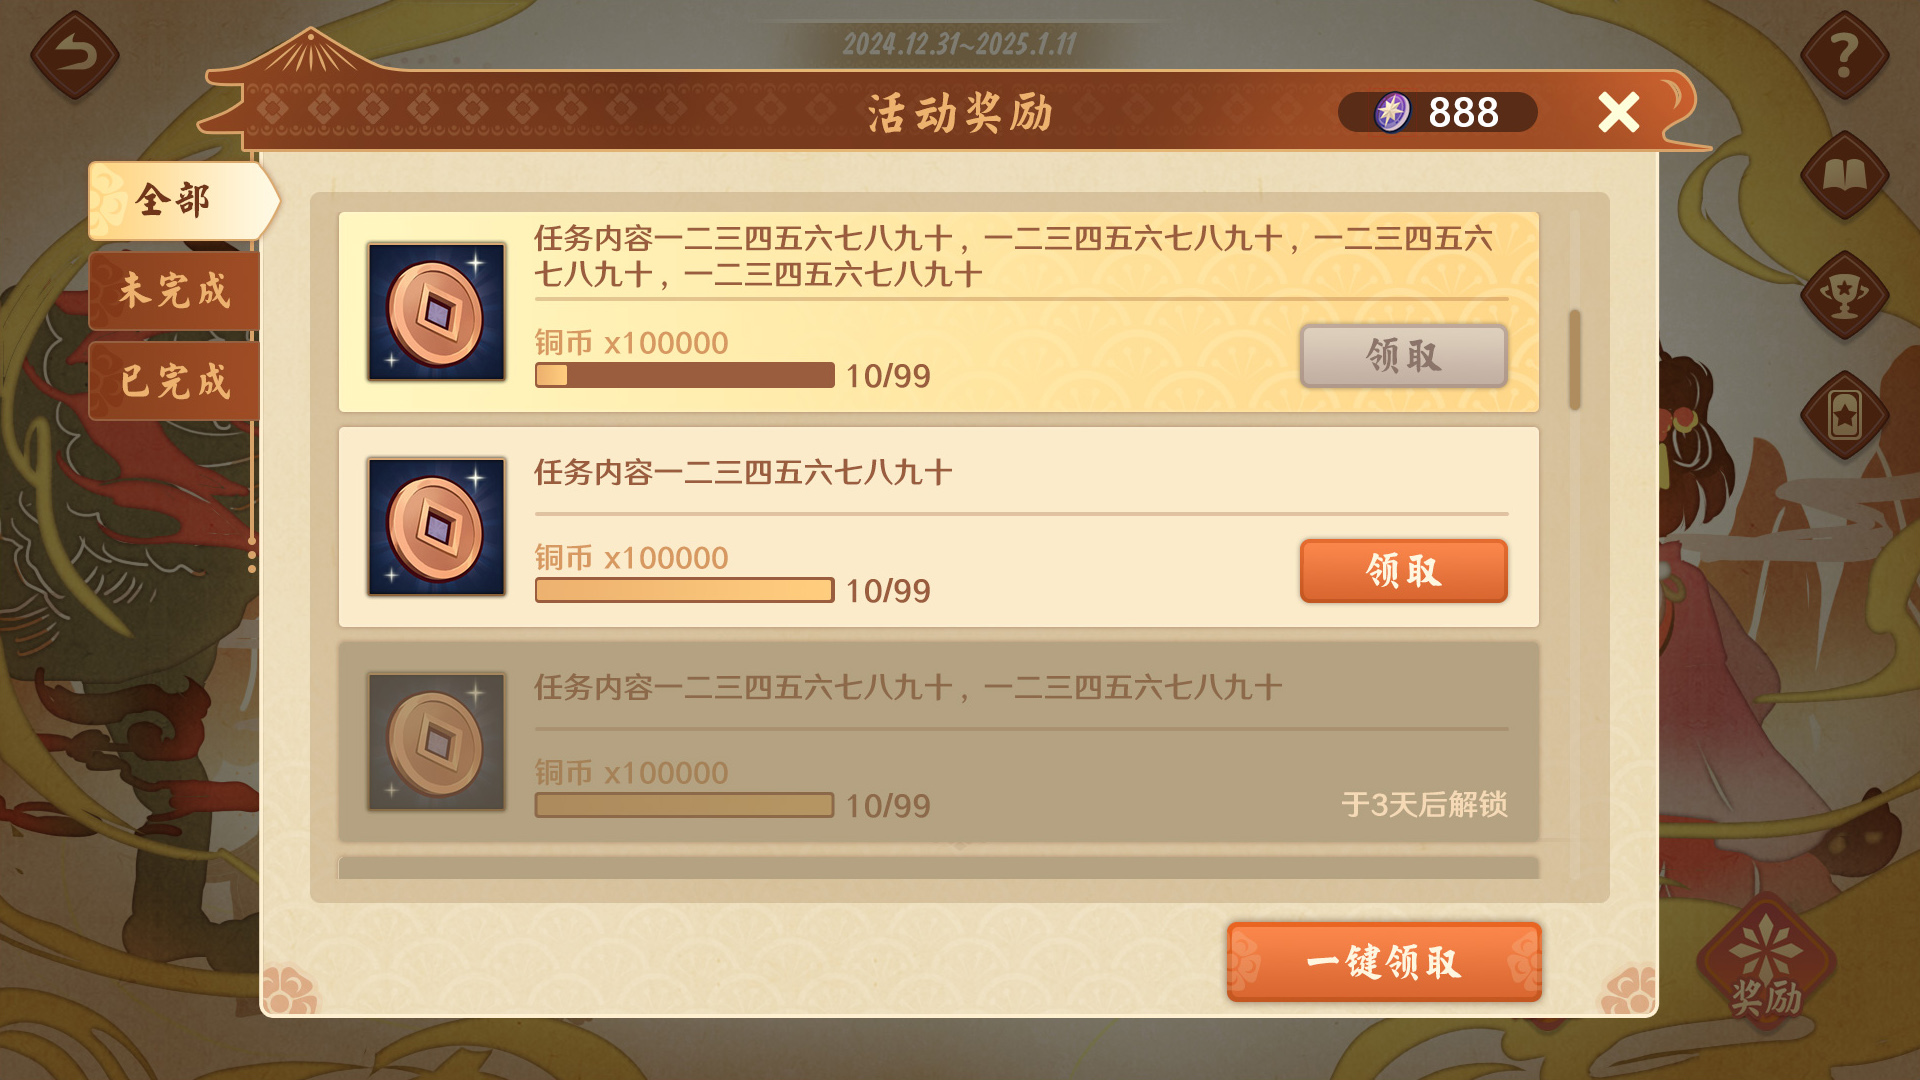 2024.12.31~2025.1.11
活动奖励
888
全部
未完成
已完成
任务内容一二三四五六七八九十，一二三四五六七八九十，一二三四五六
七八九十，一二三四五六七八九十
铜币 x100000
10/99
领取
任务内容一二三四五六七八九十
铜币 x100000
10/99
领取
任务内容一二三四五六七八九十，一二三四五六七八九十
铜币 x100000
10/99
于3天后解锁
一键领取
奖励